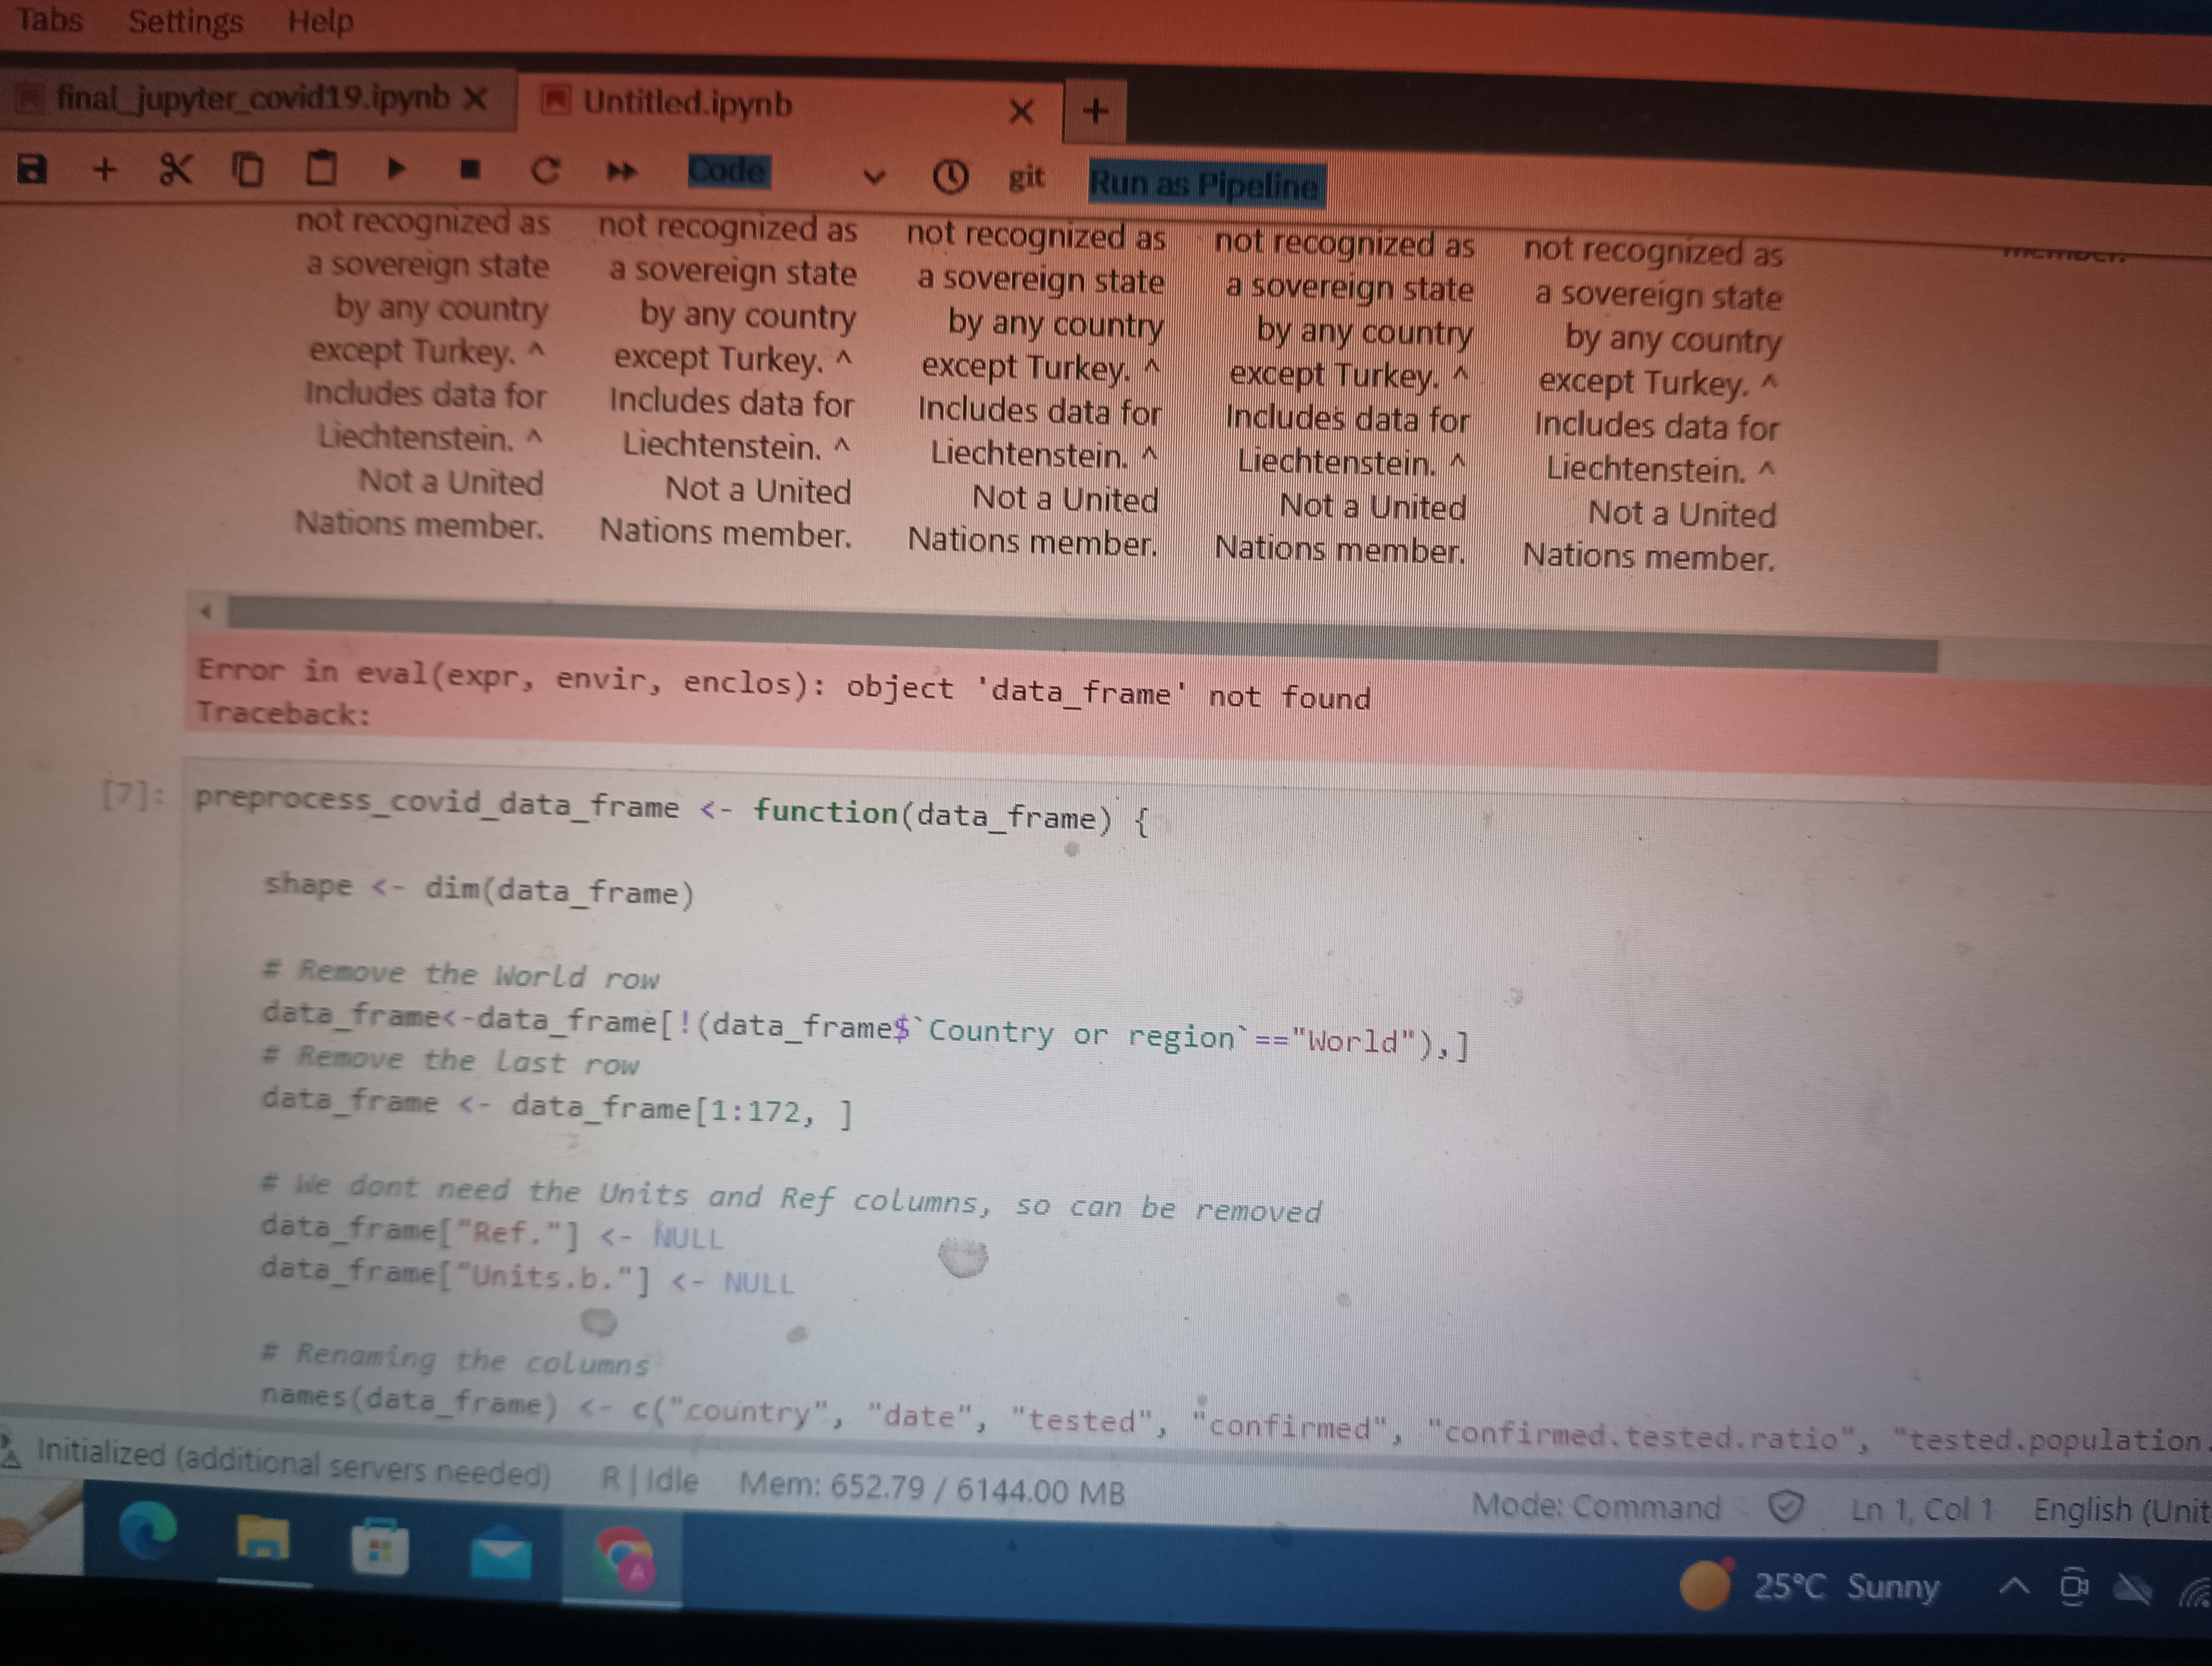 Tabs Settings Help
final_jupyter_covid19.ipynb Untitled.ipynb +
Code git Run as Pipeline
not recognized as not recognized as not recognized as not recognized as not recognized as member.
a sovereign state a sovereign state a sovereign state a sovereign state a sovereign state
by any country by any country by any country by any country by any country
except Turkey. ^ except Turkey. ^ except Turkey. ^ except Turkey. ^ except Turkey. ^
Includes data for Includes data for Includes data for Includes data for Includes data for
Liechtenstein. ^ Liechtenstein. ^ Liechtenstein. ^ Liechtenstein. ^ Liechtenstein. ^
Not a United Not a United Not a United Not a United Not a United
Nations member. Nations member. Nations member. Nations member. Nations member.
Error in eval(expr, envir, enclos): object 'data_frame' not found
Traceback:
[7]: preprocess_covid_data_frame <- function(data_frame) {
shape <- dim(data_frame)
# Remove the World row
data_frame<-data_frame[!(data_frame$`Country or region`=="World"),]
# Remove the Last row
data_frame <- data_frame[1:172, ]
# We dont need the Units and Ref columns, so can be removed
data_frame["Ref."] <- NULL
data_frame["Units.b."] <- NULL
# Renaming the columns
names(data_frame) <- c("country", "date", "tested", "confirmed", "confirmed.tested.ratio", "tested.population.
Initialized (additional servers needed) R | Idle Mem: 652.79 / 6144.00 MB Mode: Command Ln 1, Col 1 English (Unit
A 25°C Sunny